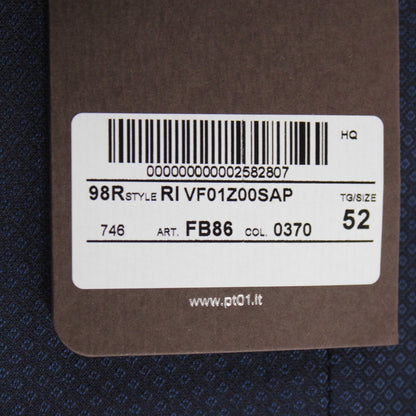 HQ
000000000002582807
98R STYLE RI VF01Z00SAP TG/SIZE
746 ART. FB86 COL. 0370 52
www.pt01.it